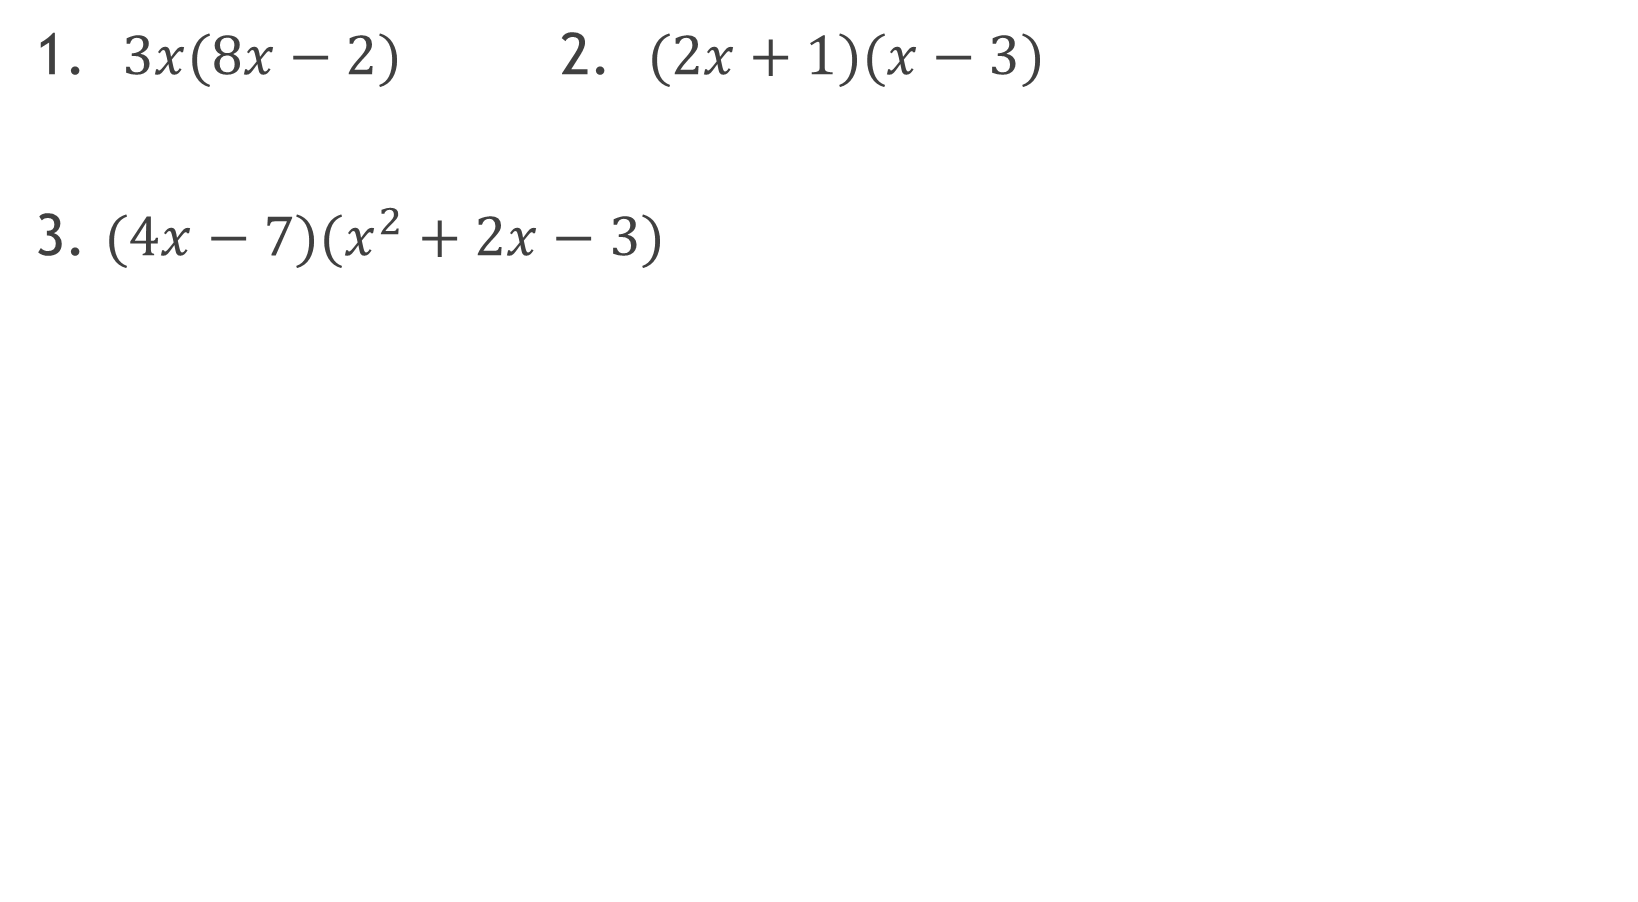 1. 3x(8x − 2) 2. (2x + 1)(x − 3)
3. (4x − 7)(x² + 2x − 3)